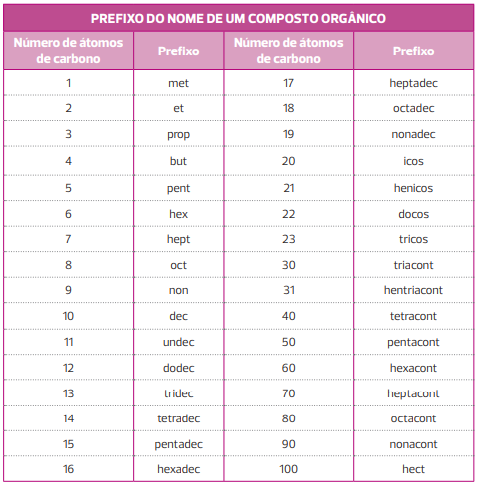 PREFIXO DO NOME DE UM COMPOSTO ORGÂNICO
Número de átomos de carbono Prefixo Número de átomos de carbono Prefixo
1 met 17 heptadec
2 et 18 octadec
3 prop 19 nonadec
4 but 20 icos
5 pent 21 henicos
6 hex 22 docos
7 hept 23 tricos
8 oct 30 triacont
9 non 31 hentriacont
10 dec 40 tetracont
11 undec 50 pentacont
12 dodec 60 hexacont
13 tridec 70 heptacont
14 tetradec 80 octacont
15 pentadec 90 nonacont
16 hexadec 100 hect